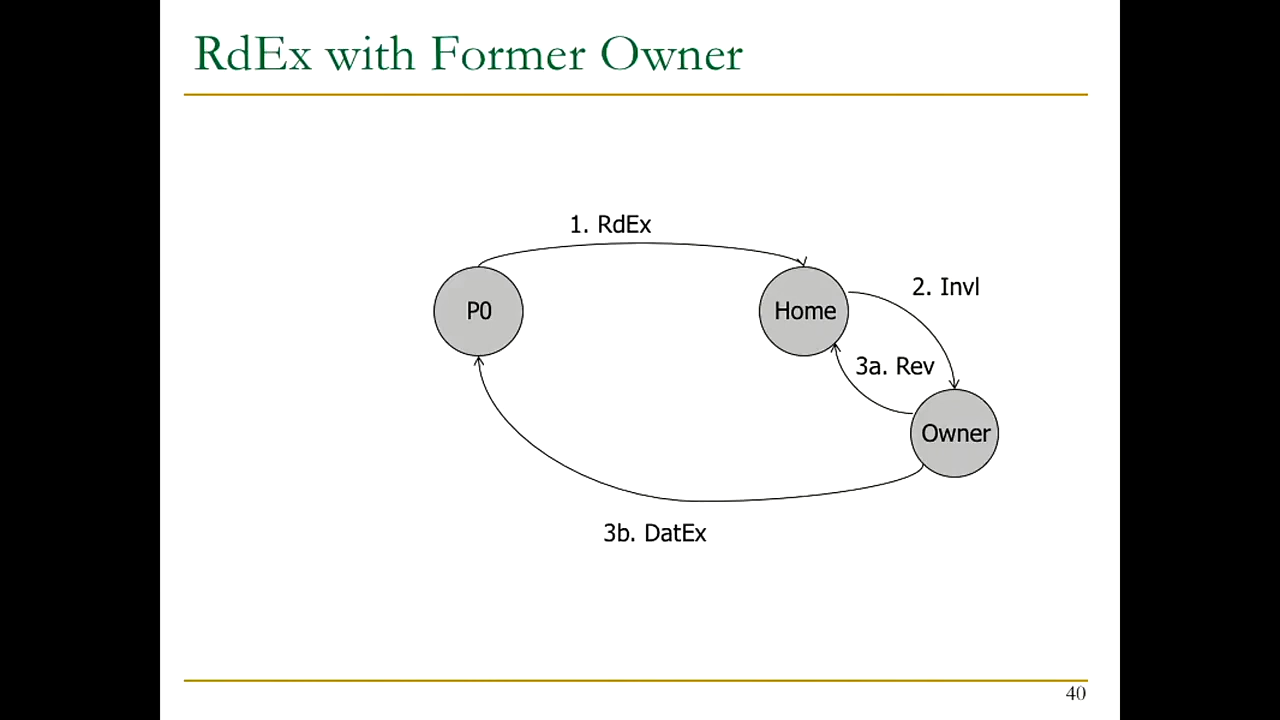 RdEx with Former Owner
1. RdEx
2. Invl
P0
Home
3a. Rev
Owner
3b. DatEx
40